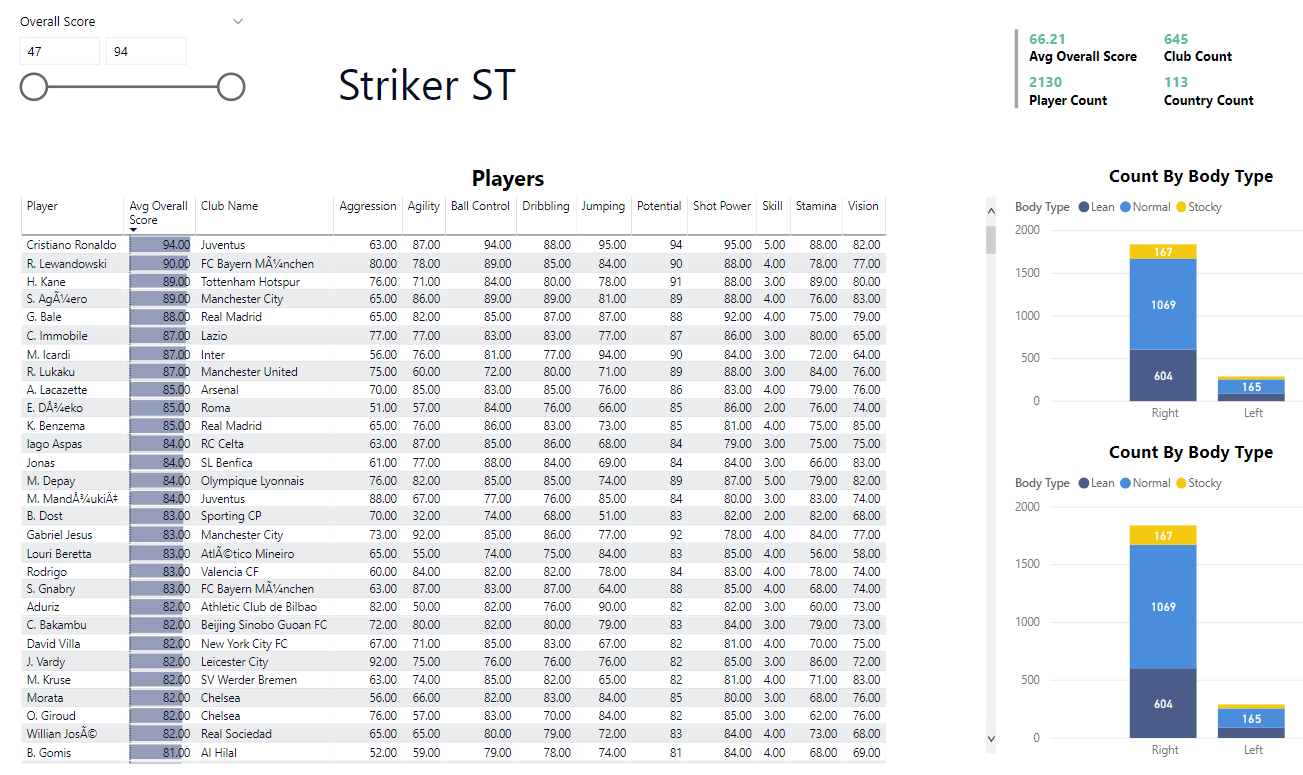 Overall Score
47 94
Striker ST
66.21 645
Avg Overall Score Club Count
2130 113
Player Count Country Count
Players
Player Avg Overall Score Club Name Aggression Agility Ball Control Dribbling Jumping Potential Shot Power Skill Stamina Vision
Cristiano Ronaldo 94.00 Juventus 63.00 87.00 94.00 88.00 95.00 94 95.00 5.00 88.00 82.00
R. Lewandowski 90.00 FC Bayern MÃ¼nchen 80.00 78.00 89.00 85.00 84.00 90 88.00 4.00 78.00 77.00
H. Kane 89.00 Tottenham Hotspur 76.00 71.00 84.00 80.00 78.00 91 88.00 3.00 89.00 80.00
S. AgÃ¼ero 89.00 Manchester City 65.00 86.00 89.00 89.00 81.00 89 88.00 4.00 76.00 83.00
G. Bale 88.00 Real Madrid 65.00 82.00 85.00 87.00 87.00 88 92.00 4.00 75.00 79.00
C. Immobile 87.00 Lazio 77.00 77.00 83.00 83.00 77.00 87 86.00 3.00 80.00 65.00
M. Icardi 87.00 Inter 56.00 76.00 81.00 77.00 94.00 90 84.00 3.00 72.00 64.00
R. Lukaku 87.00 Manchester United 75.00 60.00 72.00 80.00 71.00 89 88.00 3.00 84.00 76.00
A. Lacazette 85.00 Arsenal 70.00 85.00 83.00 85.00 76.00 86 83.00 4.00 79.00 76.00
E. DÅ¾eko 85.00 Roma 51.00 57.00 84.00 76.00 66.00 85 86.00 2.00 76.00 74.00
K. Benzema 85.00 Real Madrid 65.00 76.00 86.00 83.00 73.00 85 81.00 4.00 75.00 85.00
Iago Aspas 84.00 RC Celta 63.00 87.00 85.00 86.00 68.00 84 79.00 3.00 75.00 75.00
Jonas 84.00 SL Benfica 61.00 77.00 88.00 84.00 69.00 84 84.00 3.00 66.00 83.00
M. Depay 84.00 Olympique Lyonnais 76.00 82.00 85.00 85.00 74.00 89 87.00 5.00 79.00 82.00
M. MandÅ¾ukiÄ‡ 84.00 Juventus 88.00 67.00 77.00 76.00 85.00 84 80.00 3.00 83.00 74.00
B. Dost 83.00 Sporting CP 70.00 32.00 74.00 68.00 51.00 83 82.00 2.00 82.00 68.00
Gabriel Jesus 83.00 Manchester City 73.00 92.00 85.00 86.00 77.00 92 78.00 4.00 84.00 77.00
Louri Beretta 83.00 AtlÃ©tico Mineiro 65.00 55.00 74.00 75.00 84.00 83 85.00 4.00 56.00 58.00
Rodrigo 83.00 Valencia CF 60.00 84.00 82.00 82.00 78.00 84 83.00 4.00 78.00 74.00
S. Gnabry 83.00 FC Bayern MÃ¼nchen 63.00 87.00 83.00 87.00 64.00 88 85.00 4.00 68.00 74.00
Aduriz 82.00 Athletic Club de Bilbao 82.00 50.00 82.00 76.00 90.00 82 82.00 3.00 60.00 73.00
C. Bakambu 82.00 Beijing Sinobo Guoan FC 72.00 80.00 82.00 80.00 79.00 83 84.00 3.00 79.00 73.00
David Villa 82.00 New York City FC 67.00 71.00 85.00 83.00 67.00 82 81.00 4.00 70.00 75.00
J. Vardy 82.00 Leicester City 92.00 75.00 76.00 76.00 76.00 82 85.00 3.00 86.00 72.00
M. Kruse 82.00 SV Werder Bremen 63.00 74.00 85.00 82.00 65.00 82 81.00 4.00 71.00 83.00
Morata 82.00 Chelsea 56.00 66.00 82.00 83.00 84.00 85 80.00 3.00 68.00 76.00
O. Giroud 82.00 Chelsea 76.00 57.00 83.00 70.00 84.00 82 85.00 3.00 62.00 76.00
Willian JosÃ© 82.00 Real Sociedad 65.00 65.00 80.00 79.00 72.00 83 84.00 4.00 73.00 68.00
B. Gomis 81.00 Al Hilal 52.00 59.00 79.00 78.00 74.00 81 84.00 4.00 68.00 69.00
Count By Body Type
Body Type Lean Normal Stocky
2000
1500
1000
500
0
167
1069
604
165
Right Left
Count By Body Type
Body Type Lean Normal Stocky
2000
1500
1000
500
0
167
1069
604
165
Right Left